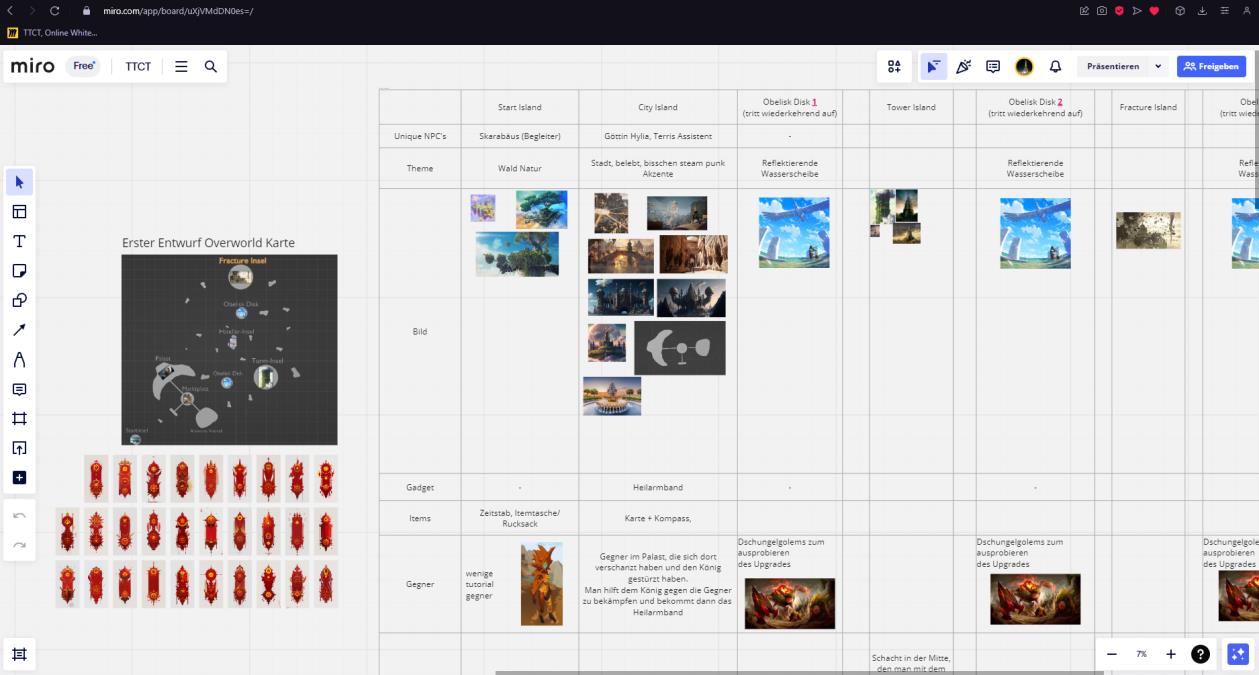 miro.com/app/board/uXjVMdDN0es=/
TTCT, Online White...
miro
Free
TTCT
Präsentieren
Freigeben
Start Island
City Island
Obelisk Disk 1
(tritt wiederkehrend auf)
Tower Island
Obelisk Disk 2
(tritt wiederkehrend auf)
Fracture Island
Obel
(tritt wiede
Unique NPC's
Skarabäus (Begleiter)
Göttin Hylia, Terris Assistent
-
Theme
Wald Natur
Stadt, belebt, bisschen steam punk
Akzente
Reflektierende
Wasserscheibe
Reflektierende
Wasserscheibe
Refle
Wass
Bild
Erster Entwurf Overworld Karte
Fracture Insel
Obelisk Disk
Händler-Insel
Palast
Turm-Insel
Obelisk Disk
Marktplatz
Startinsel
Gadget
-
Heilarmband
-
-
Items
Zeitstab, Itemtasche/
Rucksack
Karte + Kompass,
Gegner
wenige
tutorial
gegner
Gegner im Palast, die sich dort
verschanzt haben und den König
gestürzt haben.
Man hilft dem König gegen die Gegner
zu bekämpfen und bekommt dann das
Heilarmband
Dschungelgolems zum
ausprobieren
des Upgrades
Dschungelgolems zum
ausprobieren
des Upgrades
Dschungelgole
ausprobieren
des Upgrades
Schacht in der Mitte,
den man mit dem
7%